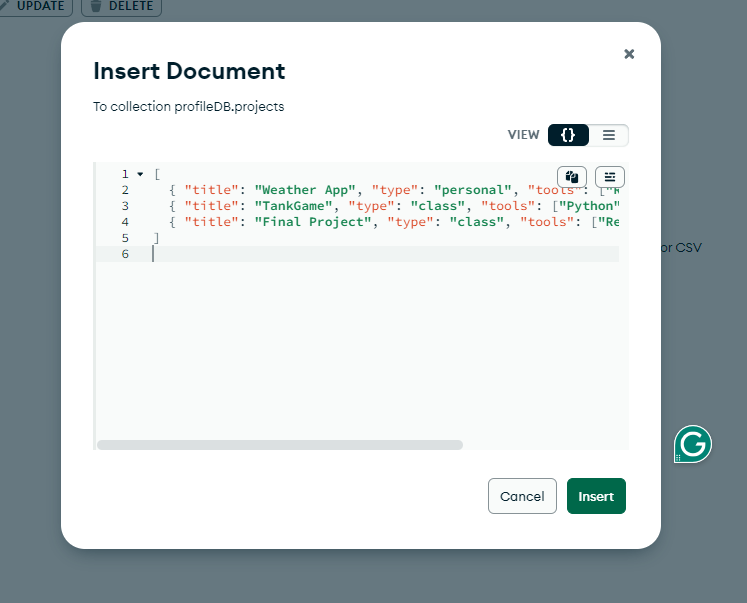 UPDATE
DELETE
Insert Document
To collection profileDB.projects
VIEW {}
1 [
2 { "title": "Weather App", "type": "personal", "tools": ["R
3 { "title": "TankGame", "type": "class", "tools": ["Python"
4 { "title": "Final Project", "type": "class", "tools": ["Re
5 ]
6
or CSV
Cancel
Insert
G